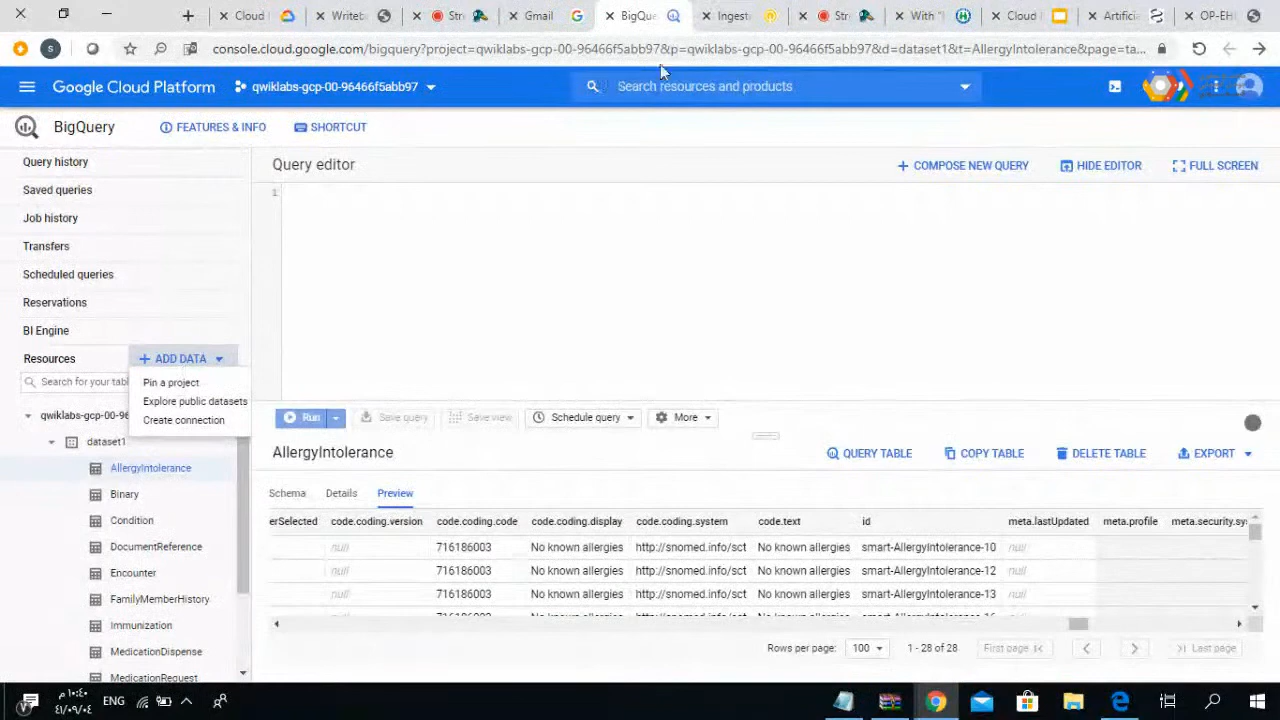 Cloud
Writeb
Stre
Gmail
BigQue
Ingest
Str
With "
Cloud I
Artific
OP-EH
s
console.cloud.google.com/bigquery?project=qwiklabs-gcp-00-96466f5abb97&p=qwiklabs-gcp-00-96466f5abb97&d=dataset1&t=AllergyIntolerance&page=ta...
Google Cloud Platform
qwiklabs-gcp-00-96466f5abb97
Search resources and products
BigQuery
FEATURES & INFO
SHORTCUT
Query history
Saved queries
Job history
Transfers
Scheduled queries
Reservations
BI Engine
Resources
+ ADD DATA
Search for your tabl
Pin a project
Explore public datasets
Create connection
qwiklabs-gcp-00-96
dataset1
AllergyIntolerance
Binary
Condition
DocumentReference
Encounter
FamilyMemberHistory
Immunization
MedicationDispense
MedicationRequest
Query editor
+ COMPOSE NEW QUERY
HIDE EDITOR
FULL SCREEN
1
Run
Save query
Save view
Schedule query
More
AllergyIntolerance
QUERY TABLE
COPY TABLE
DELETE TABLE
EXPORT
Schema
Details
Preview
erSelected code.coding.version code.coding.code code.coding.display code.coding.system code.text id meta.lastUpdated meta.profile meta.security.sy
null 716186003 No known allergies http://snomed.info/sct No known allergies smart-AllergyIntolerance-10 null
null 716186003 No known allergies http://snomed.info/sct No known allergies smart-AllergyIntolerance-12 null
null 716186003 No known allergies http://snomed.info/sct No known allergies smart-AllergyIntolerance-13 null
Rows per page: 100 1 - 28 of 28 First page Last page
ENG